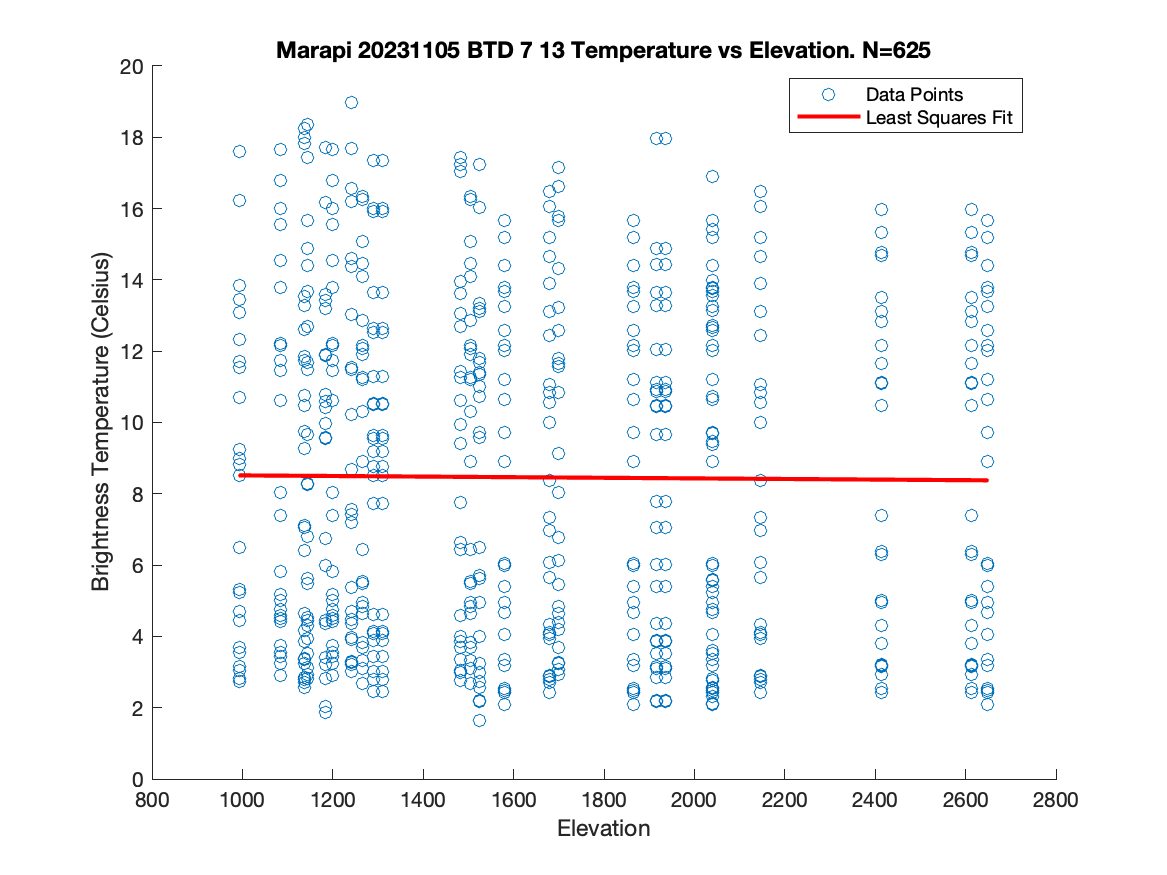 Marapi 20231105 BTD 7 13 Temperature vs Elevation. N=625
Data Points
Least Squares Fit
Brightness Temperature (Celsius)
20
18
16
14
12
10
8
6
4
2
0
800 1000 1200 1400 1600 1800 2000 2200 2400 2600 2800
Elevation